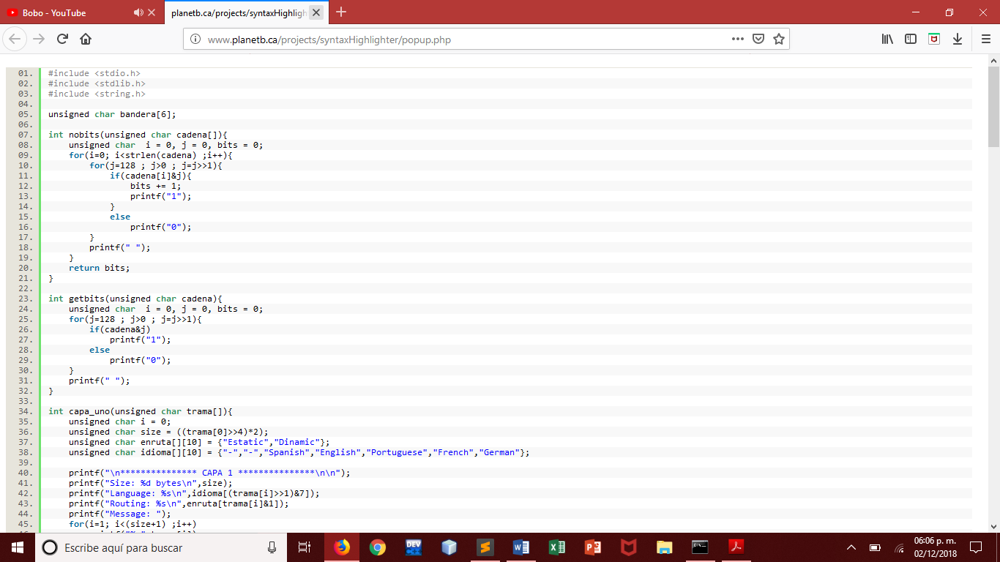 Bobo - YouTube
planetb.ca/projects/syntaxHighligh
www.planetb.ca/projects/syntaxHighlighter/popup.php
01. #include <stdio.h>
02. #include <stdlib.h>
03. #include <string.h>
04.
05. unsigned char bandera[6];
06.
07. int nobits(unsigned char cadena[]){
08.     unsigned char  i = 0, j = 0, bits = 0;
09.     for(i=0; i<strlen(cadena) ;i++){
10.         for(j=128 ; j>0 ; j=j>>1){
11.             if(cadena[i]&j){
12.                 bits += 1;
13.                 printf("1");
14.             }
15.             else
16.                 printf("0");
17.         }
18.         printf(" ");
19.     }
20.     return bits;
21. }
22.
23. int getbits(unsigned char cadena){
24.     unsigned char  i = 0, j = 0, bits = 0;
25.     for(j=128 ; j>0 ; j=j>>1){
26.         if(cadena&j)
27.             printf("1");
28.         else
29.             printf("0");
30.     }
31.     printf(" ");
32. }
33.
34. int capa_uno(unsigned char trama[]){
35.     unsigned char i = 0;
36.     unsigned char size = ((trama[0]>>4)*2);
37.     unsigned char enruta[][10] = {"Estatic","Dinamic"};
38.     unsigned char idioma[][10] = {"-","-","Spanish","English","Portuguese","French","German"};
39.
40.     printf("\n*************** CAPA 1 ***************\n\n");
41.     printf("Size: %d bytes\n",size);
42.     printf("Language: %s\n",idioma[(trama[i]>>1)&7]);
43.     printf("Routing: %s\n",enruta[trama[i]&1]);
44.     printf("Message: ");
45.     for(i=1; i<(size+1) ;i++)
Escribe aquí para buscar
DEV
06:06 p. m.
02/12/2018